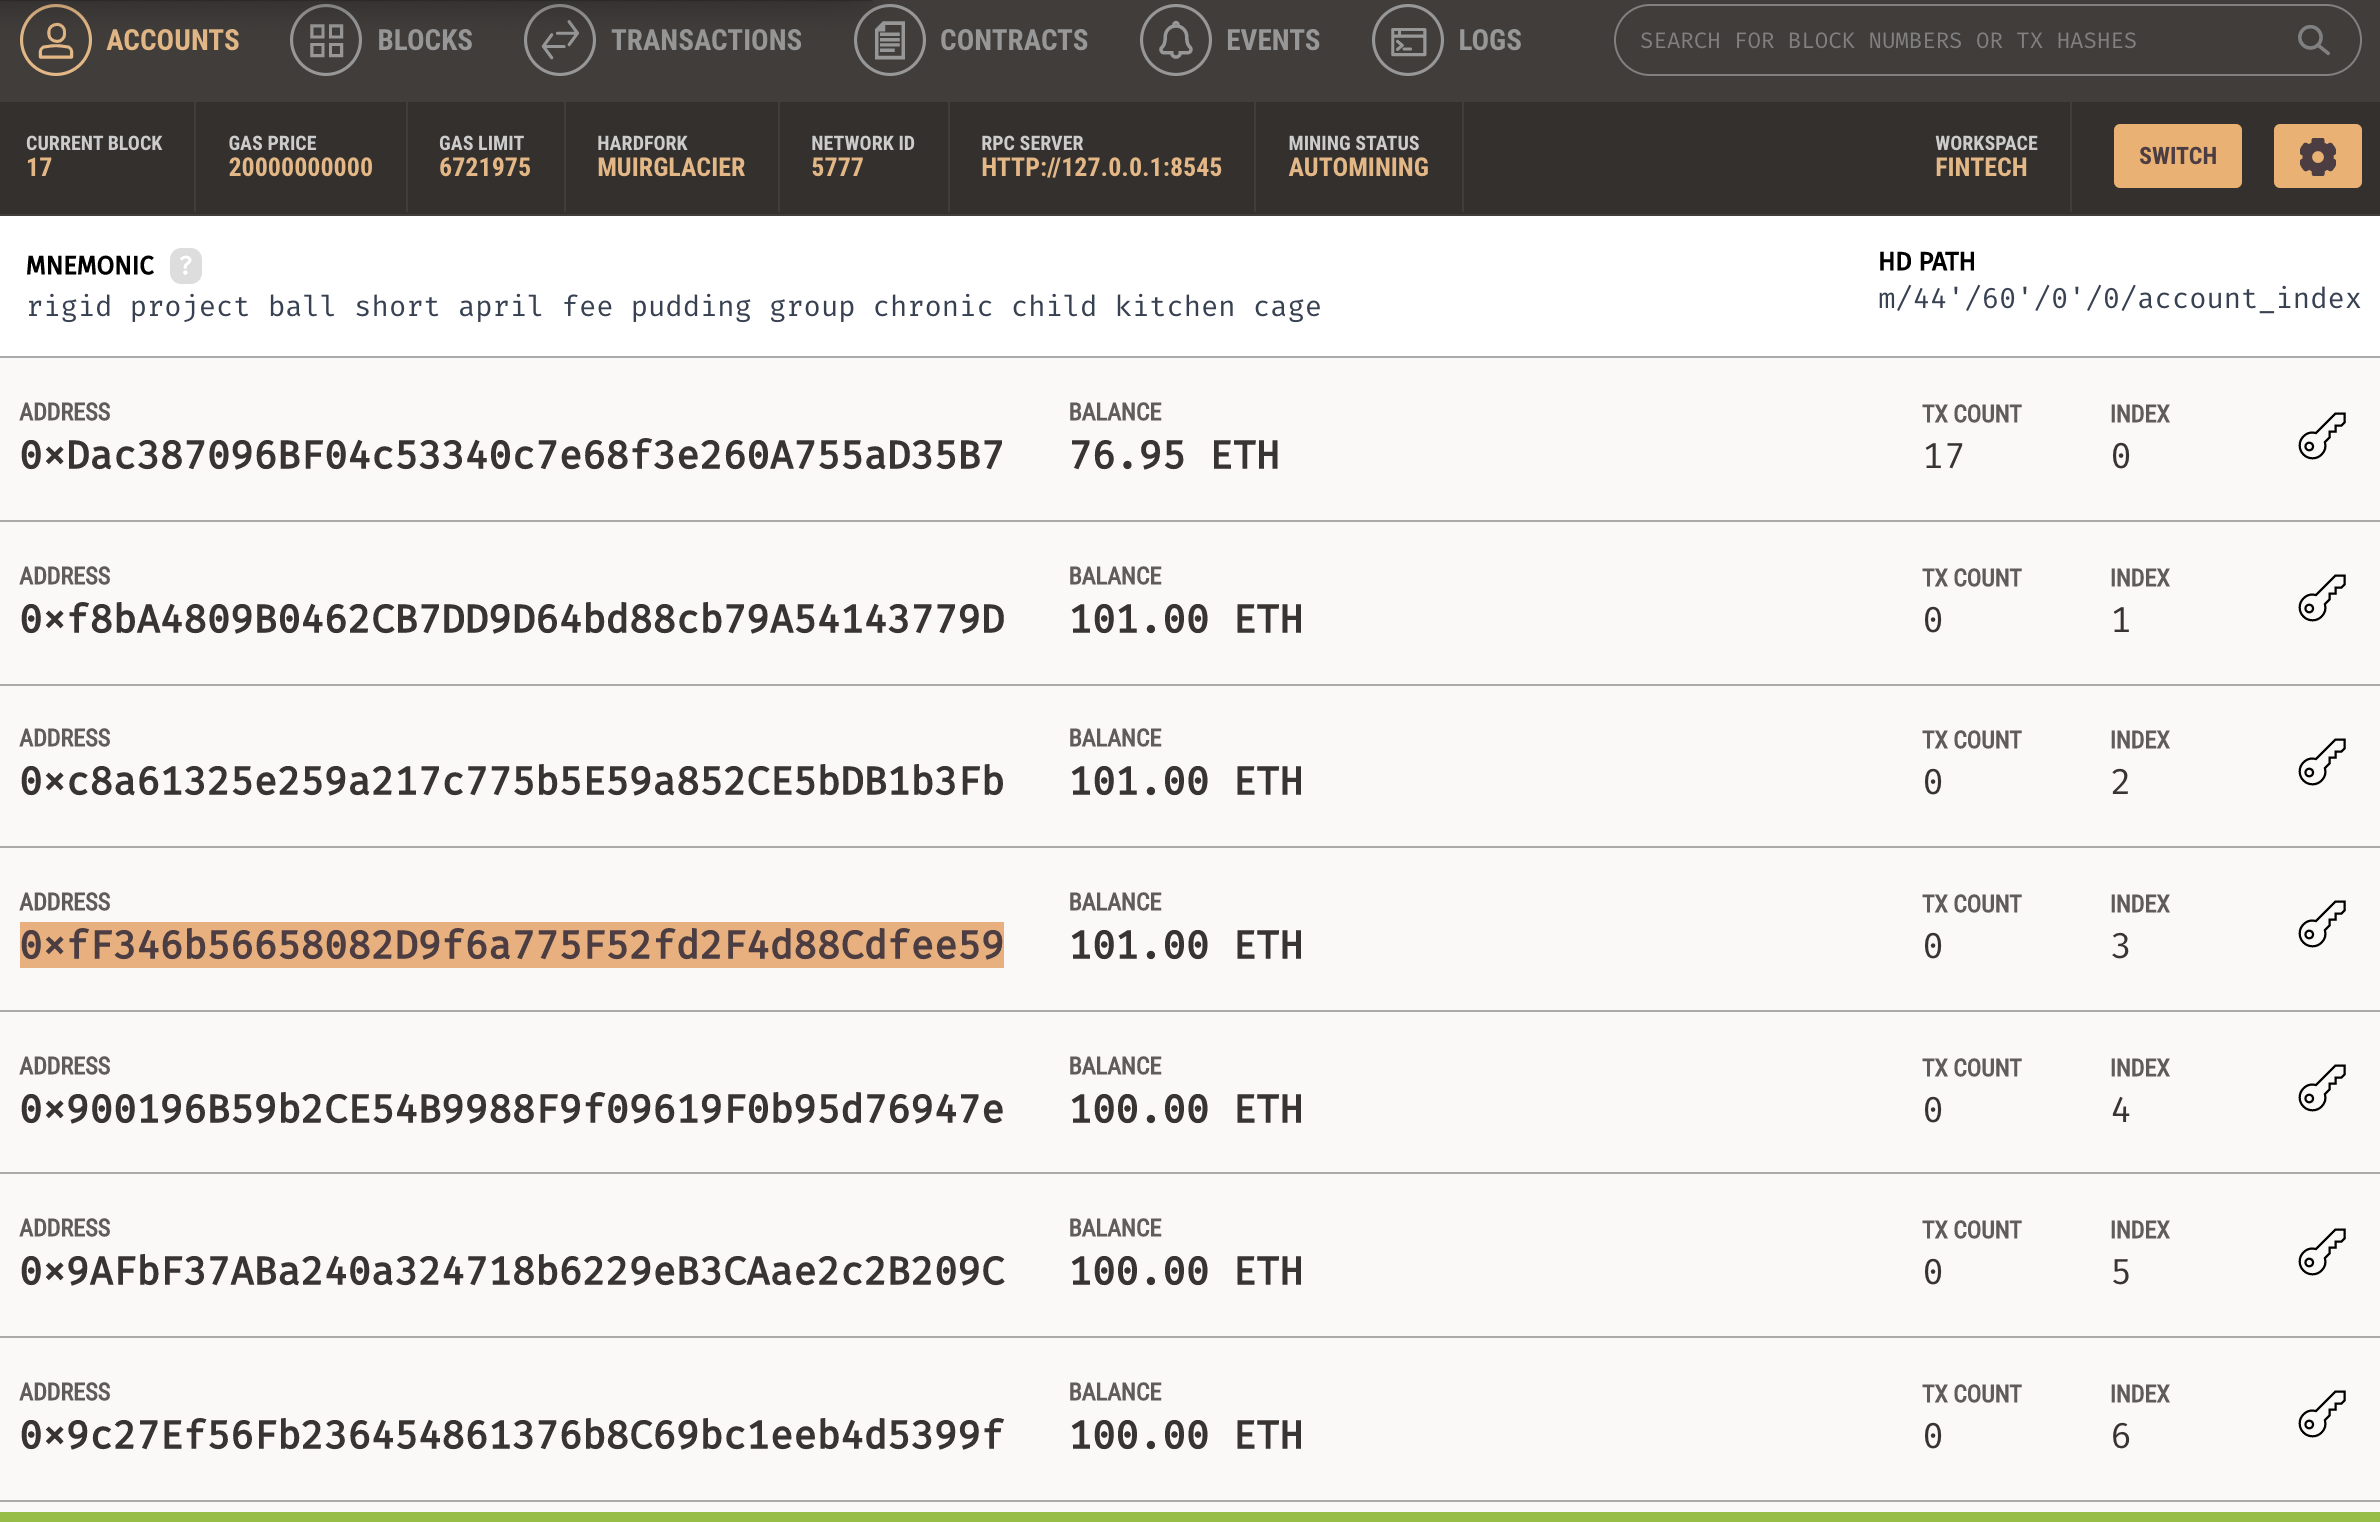 ACCOUNTS BLOCKS TRANSACTIONS CONTRACTS EVENTS LOGS SEARCH FOR BLOCK NUMBERS OR TX HASHES
CURRENT BLOCK GAS PRICE GAS LIMIT HARDFORK NETWORK ID RPC SERVER MINING STATUS WORKSPACE
17 20000000000 6721975 MUIRGLACIER 5777 HTTP://127.0.0.1:8545 AUTOMINING FINTECH SWITCH
MNEMONIC ? HD PATH
rigid project ball short april fee pudding group chronic child kitchen cage m/44'/60'/0'/0/account_index
ADDRESS BALANCE TX COUNT INDEX
0×Dac387096BF04c53340c7e68f3e260A755aD35B7 76.95 ETH 17 0
ADDRESS BALANCE TX COUNT INDEX
0×f8bA4809B0462CB7DD9D64bd88cb79A54143779D 101.00 ETH 0 1
ADDRESS BALANCE TX COUNT INDEX
0×c8a61325e259a217c775b5E59a852CE5bDB1b3Fb 101.00 ETH 0 2
ADDRESS BALANCE TX COUNT INDEX
0×fF346b56658082D9f6a775F52fd2F4d88Cdfee59 101.00 ETH 0 3
ADDRESS BALANCE TX COUNT INDEX
0×900196B59b2CE54B9988F9f09619F0b95d76947e 100.00 ETH 0 4
ADDRESS BALANCE TX COUNT INDEX
0×9AFbF37ABa240a324718b6229eB3CAae2c2B209C 100.00 ETH 0 5
ADDRESS BALANCE TX COUNT INDEX
0×9c27Ef56Fb236454861376b8C69bc1eeb4d5399f 100.00 ETH 0 6